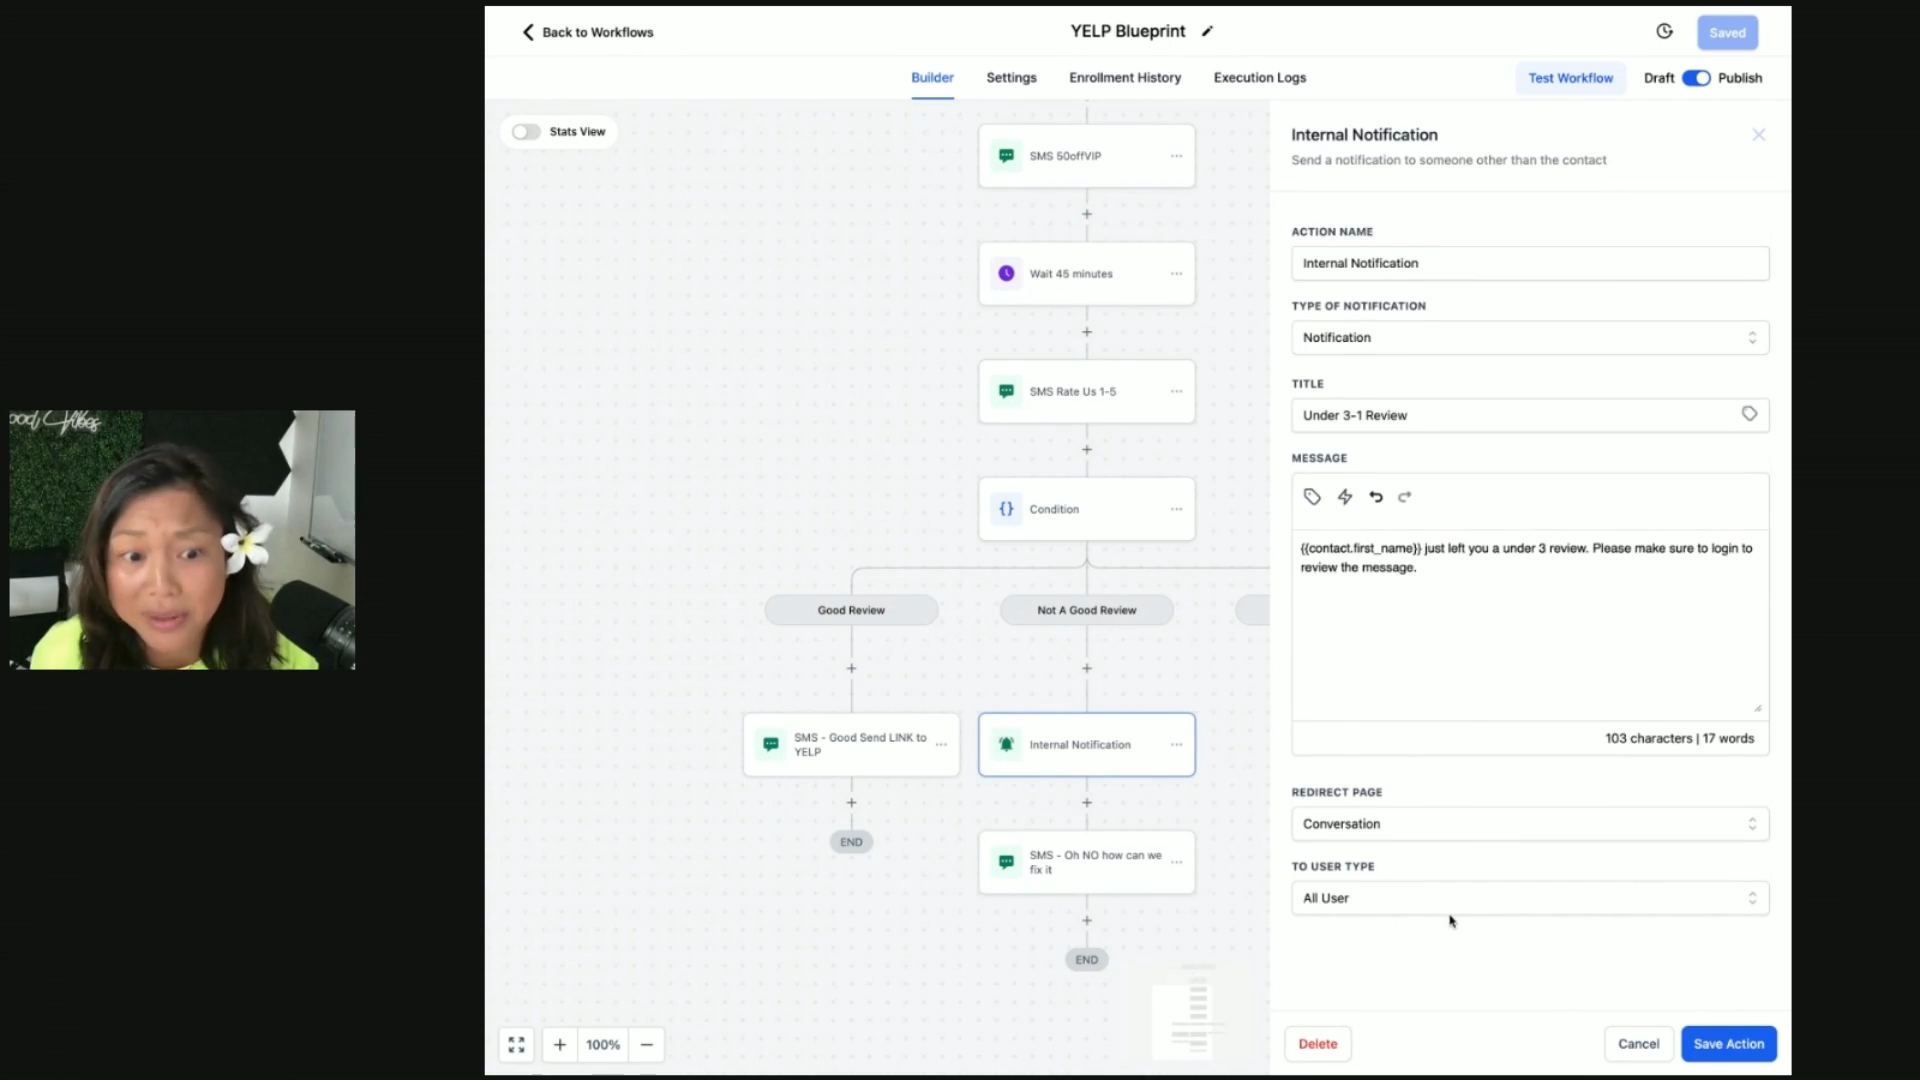 Back to Workflows
YELP Blueprint
Saved
Builder
Settings
Enrollment History
Execution Logs
Test Workflow
Draft
Publish
Stats View
SMS 50offVIP
Wait 45 minutes
SMS Rate Us 1-5
Condition
Good Review
Not A Good Review
SMS - Good Send LINK to
YELP
Internal Notification
END
SMS - Oh NO how can we
fix it
END
100%
Internal Notification
Send a notification to someone other than the contact
ACTION NAME
Internal Notification
TYPE OF NOTIFICATION
Notification
TITLE
Under 3-1 Review
MESSAGE
{{contact.first_name}} just left you a under 3 review. Please make sure to login to
review the message.
103 characters | 17 words
REDIRECT PAGE
Conversation
TO USER TYPE
All User
Delete
Cancel
Save Action
ood Vibes